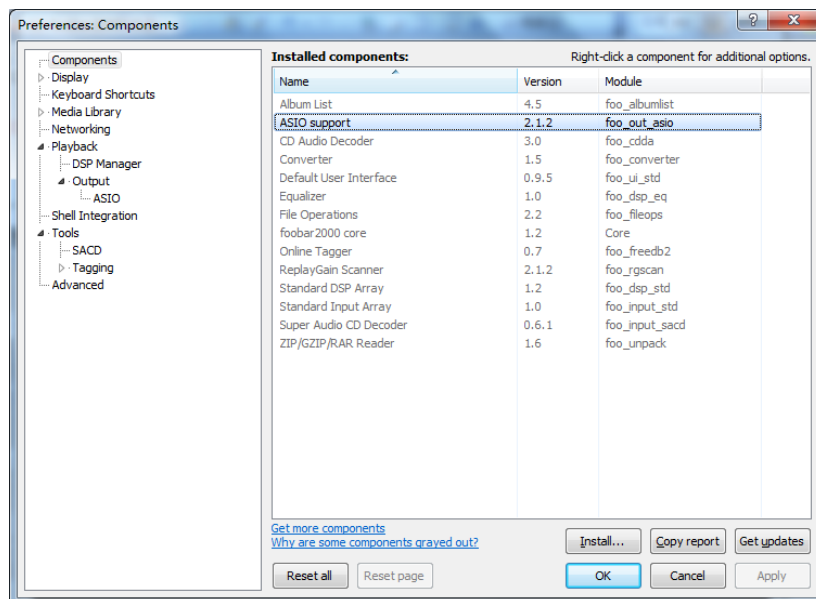 Preferences: Components
Components
Display
Keyboard Shortcuts
Media Library
Networking
Playback
DSP Manager
Output
ASIO
Shell Integration
Tools
SACD
Tagging
Advanced
Installed components: Right-click a component for additional options.
Name Version Module
Album List 4.5 foo_albumlist
ASIO support 2.1.2 foo_out_asio
CD Audio Decoder 3.0 foo_cdda
Converter 1.5 foo_converter
Default User Interface 0.9.5 foo_ui_std
Equalizer 1.0 foo_dsp_eq
File Operations 2.2 foo_fileops
foobar2000 core 1.2 Core
Online Tagger 0.7 foo_freedb2
ReplayGain Scanner 2.1.2 foo_rgscan
Standard DSP Array 1.2 foo_dsp_std
Standard Input Array 1.0 foo_input_std
Super Audio CD Decoder 0.6.1 foo_input_sacd
ZIP/GZIP/RAR Reader 1.6 foo_unpack
Get more components
Why are some components grayed out?
Install... Copy report Get updates
Reset all Reset page OK Cancel Apply